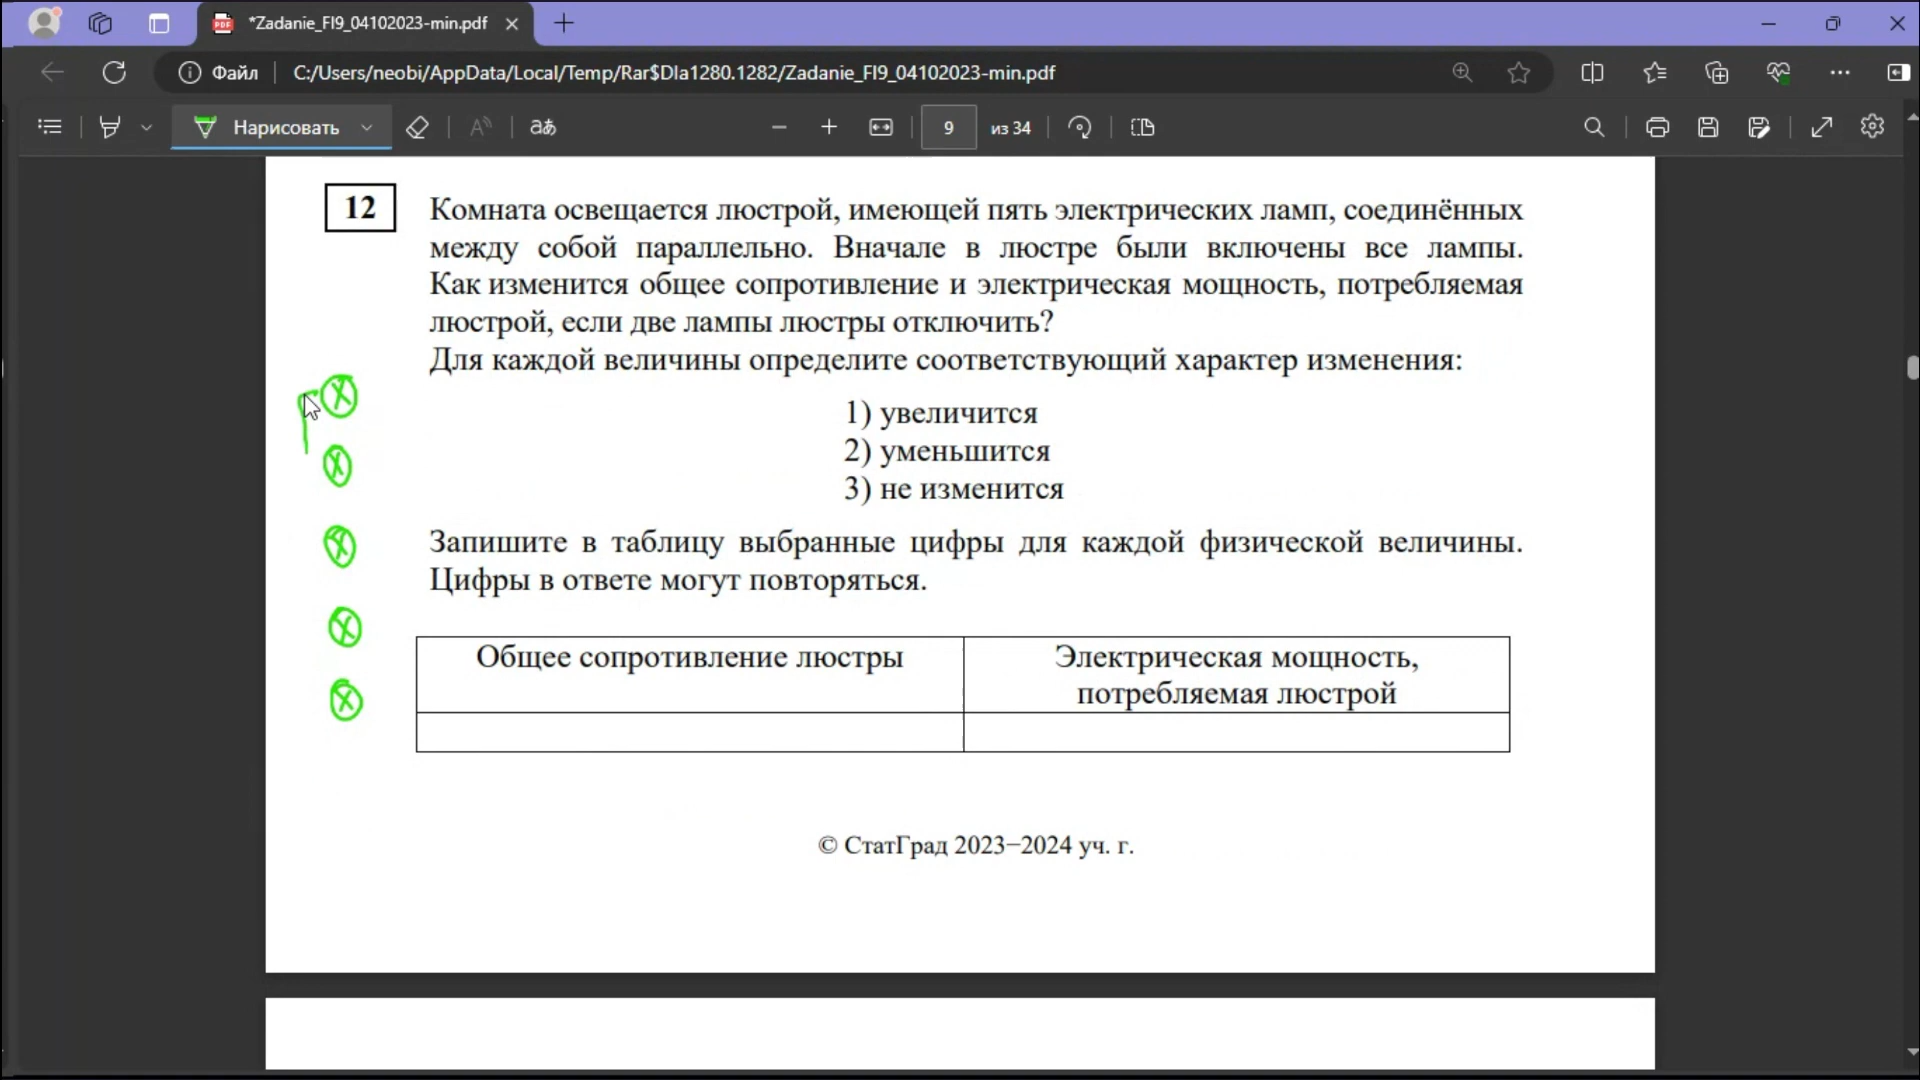 *Zadanie_FI9_04102023-min.pdf
Файл
C:/Users/neobi/AppData/Local/Temp/Rar$DIa1280.1282/Zadanie_FI9_04102023-min.pdf
Нарисовать
aあ
9
из 34
12
Комната освещается люстрой, имеющей пять электрических ламп, соединённых
между собой параллельно. Вначале в люстре были включены все лампы.
Как изменится общее сопротивление и электрическая мощность, потребляемая
люстрой, если две лампы люстры отключить?
Для каждой величины определите соответствующий характер изменения:
1) увеличится
2) уменьшится
3) не изменится
Запишите в таблицу выбранные цифры для каждой физической величины.
Цифры в ответе могут повторяться.
Общее сопротивление люстры
Электрическая мощность,
потребляемая люстрой
© СтатГрад 2023−2024 уч. г.